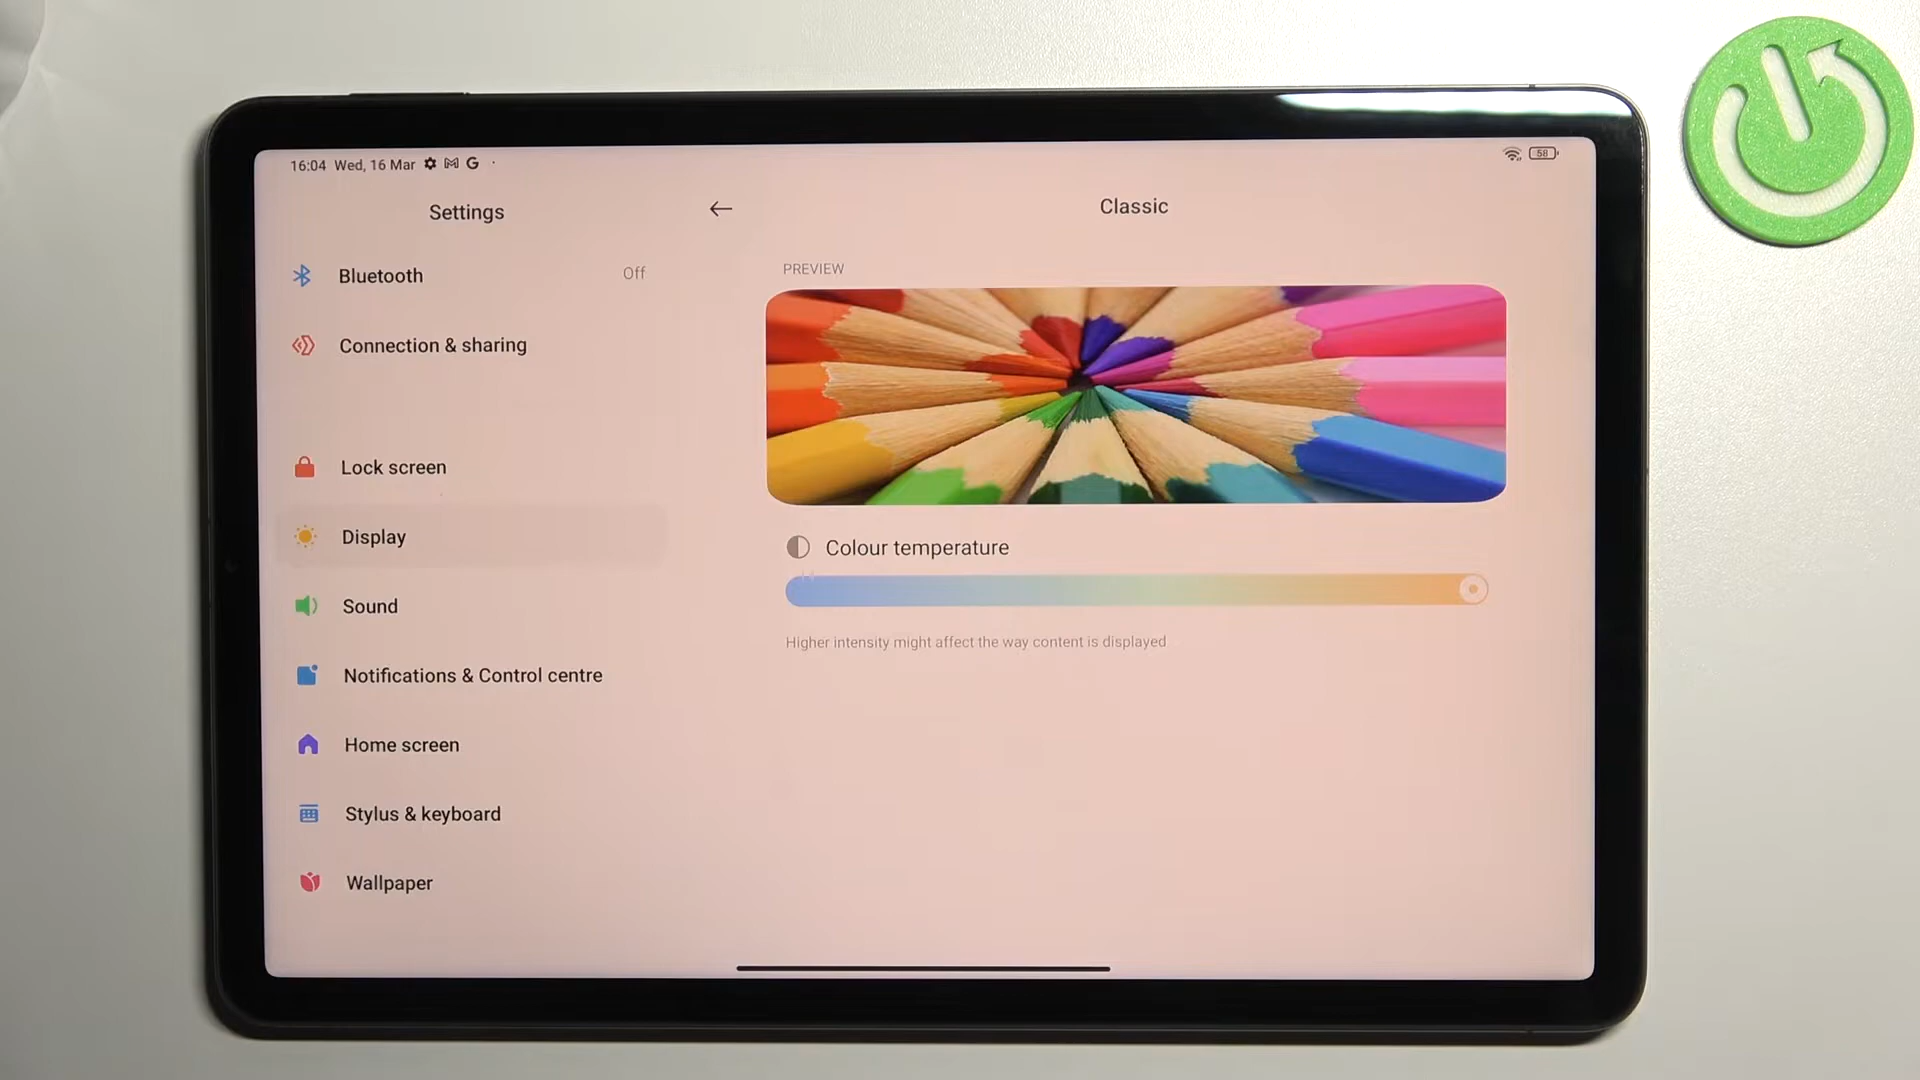 16:04 Wed, 16 Mar
58
Settings
Classic
Bluetooth
Off
Connection & sharing
Lock screen
Display
Sound
Notifications & Control centre
Home screen
Stylus & keyboard
Wallpaper
PREVIEW
Colour temperature
Higher intensity might affect the way content is displayed